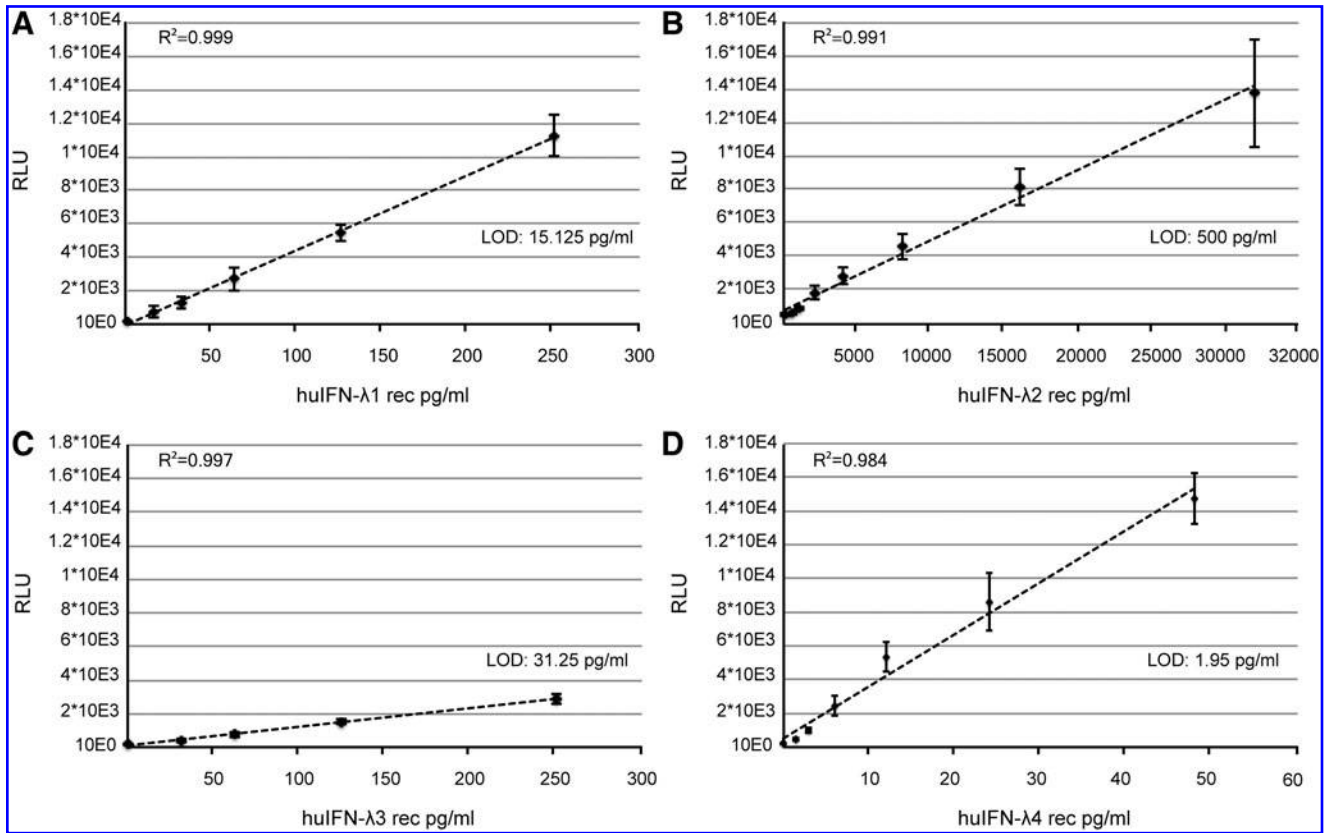 A
R²=0.999
1.8*10E4
1.6*10E4
1.4*10E4
1.2*10E4
1*10E4
8*10E3
6*10E3
4*10E3
2*10E3
10E0
RLU
LOD: 15.125 pg/ml
50 100 150 200 250 300
huIFN-λ1 rec pg/ml
B
R²=0.991
1.8*10E4
1.6*10E4
1.4*10E4
1.2*10E4
1*10E4
8*10E3
6*10E3
4*10E3
2*10E3
10E0
RLU
LOD: 500 pg/ml
5000 10000 15000 20000 25000 30000 32000
huIFN-λ2 rec pg/ml
C
R²=0.997
1.8*10E4
1.6*10E4
1.4*10E4
1.2*10E4
1*10E4
8*10E3
6*10E3
4*10E3
2*10E3
10E0
RLU
LOD: 31.25 pg/ml
50 100 150 200 250 300
huIFN-λ3 rec pg/ml
D
R²=0.984
1.8*10E4
1.6*10E4
1.4*10E4
1.2*10E4
1*10E4
8*10E3
6*10E3
4*10E3
2*10E3
10E0
RLU
LOD: 1.95 pg/ml
10 20 30 40 50 60
huIFN-λ4 rec pg/ml